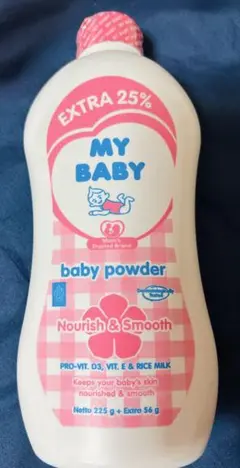 EXTRA 25%
MY
BABY
baby powder
Tested
Nourish & Smooth
PRO-VIT. D3, VIT. E & RICE MILK
Keeps your baby's skin
nourished & smooth
Netto 225 g + Extra 56 g